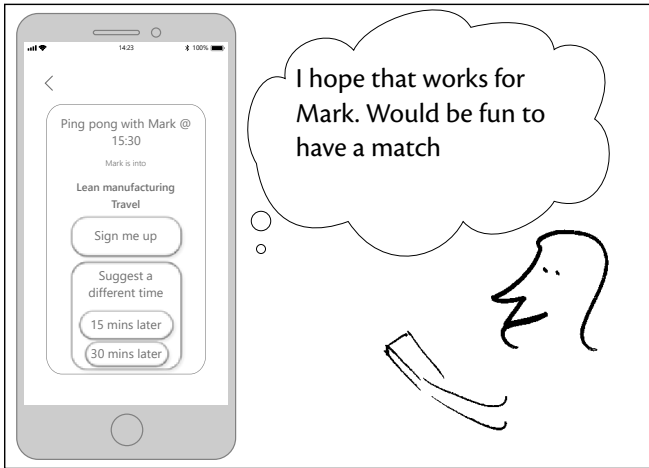 14:23
100%
Ping pong with Mark @
15:30
Mark is into
Lean manufacturing
Travel
Sign me up
Suggest a
different time
15 mins later
30 mins later
I hope that works for
Mark. Would be fun to
have a match